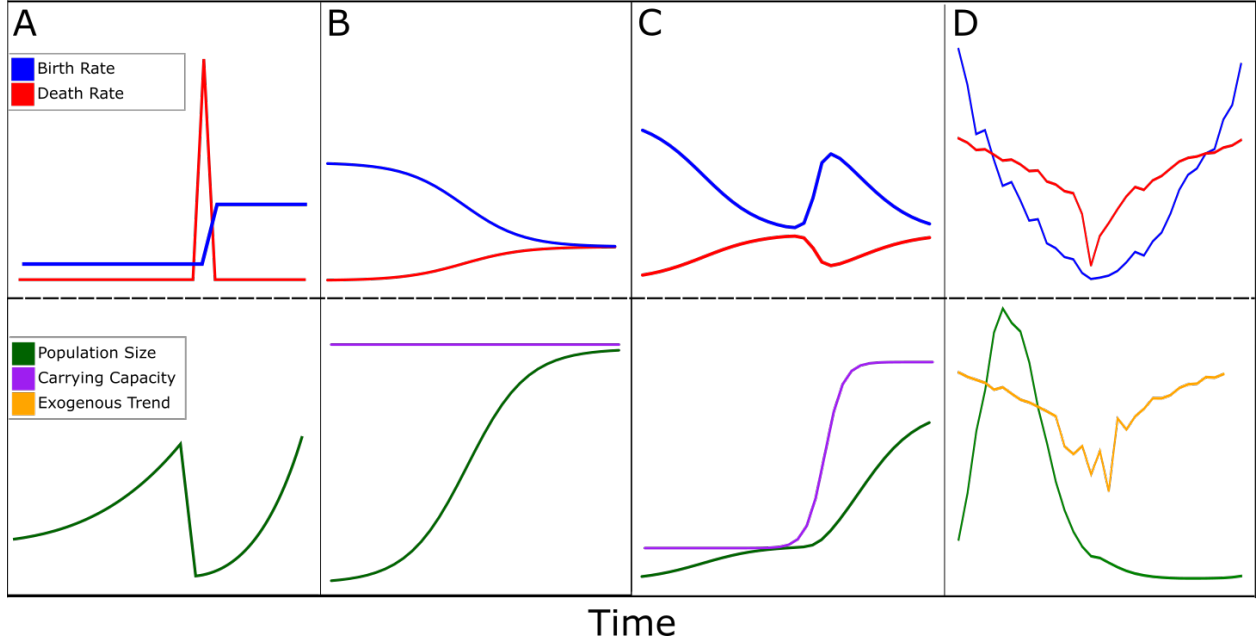 A
B
C
D
Birth Rate
Death Rate
Population Size
Carrying Capacity
Exogenous Trend
Time